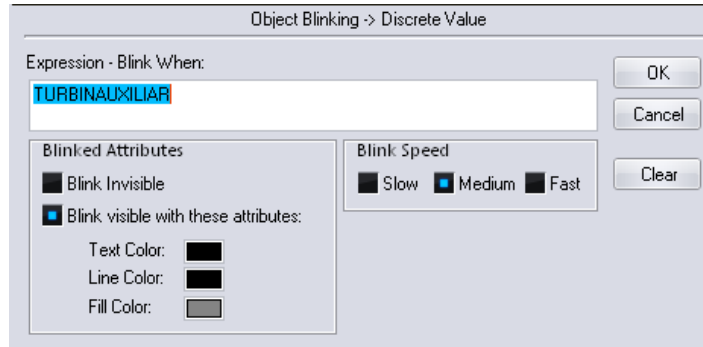 Object Blinking -> Discrete Value
Expression - Blink When:
TURBINAUXILIAR
OK
Cancel
Clear
Blinked Attributes
Blink Invisible
Blink visible with these attributes:
Text Color:
Line Color:
Fill Color:
Blink Speed
Slow Medium Fast